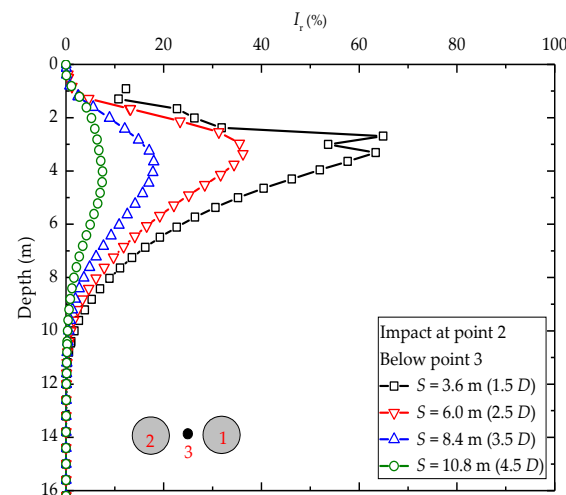 I_r (%)
0 20 40 60 80 100
0
2
4
6
8
10
12
14
16
Depth (m)
Impact at point 2
Below point 3
S = 3.6 m (1.5 D)
S = 6.0 m (2.5 D)
S = 8.4 m (3.5 D)
S = 10.8 m (4.5 D)
2 1
3